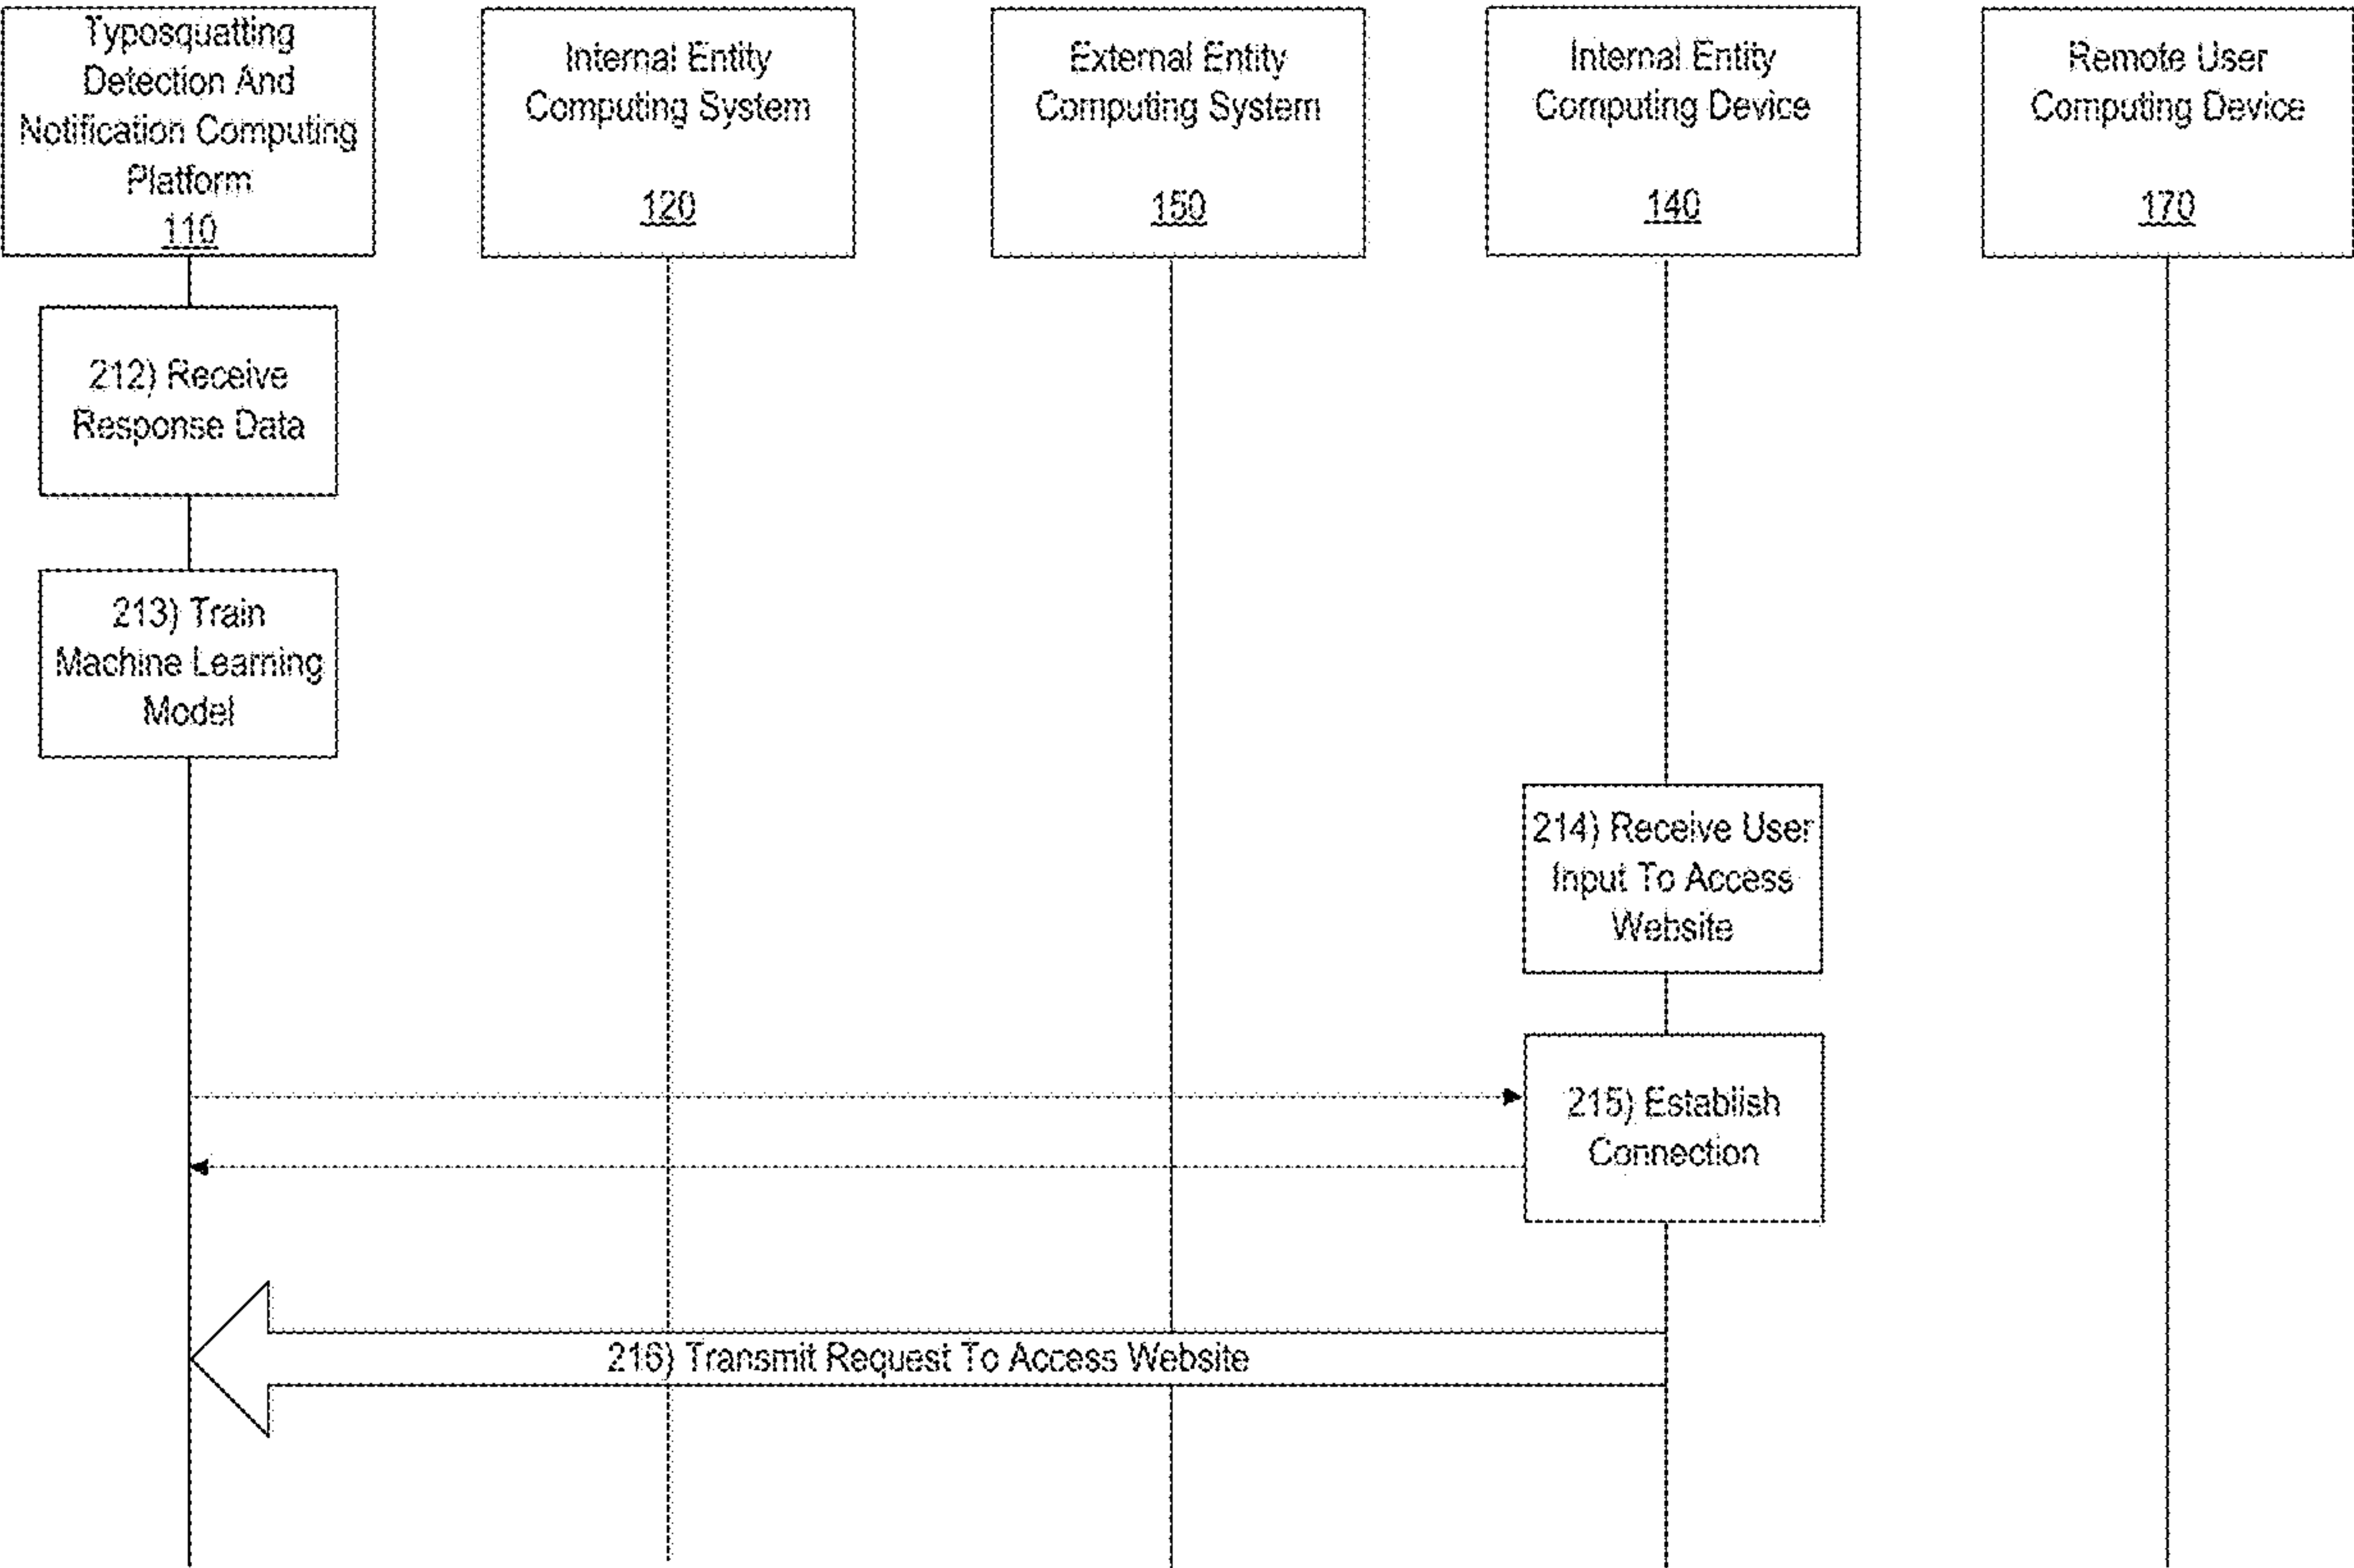 Typosquatting
Detection And
Notification Computing
Platform
110
Internal Entity
Computing System
120
External Entity
Computing System
150
Internal Entity
Computing Device
140
Remote User
Computing Device
170
212) Receive
Response Data
213) Train
Machine Learning
Model
214) Receive User
Input To Access
Website
215) Establish
Connection
216) Transmit Request To Access Website